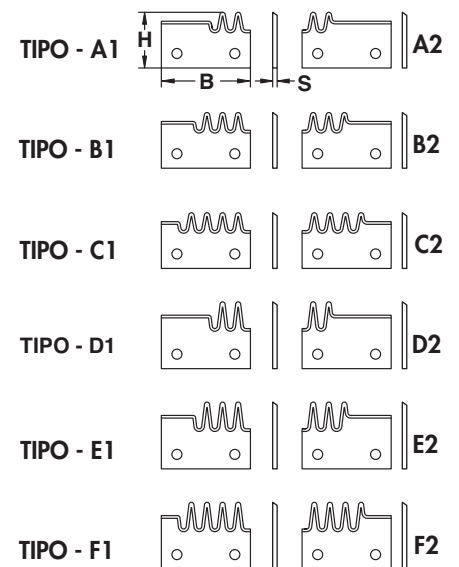 TIPO - A1 H B S A2
TIPO - B1 B2
TIPO - C1 C2
TIPO - D1 D2
TIPO - E1 E2
TIPO - F1 F2